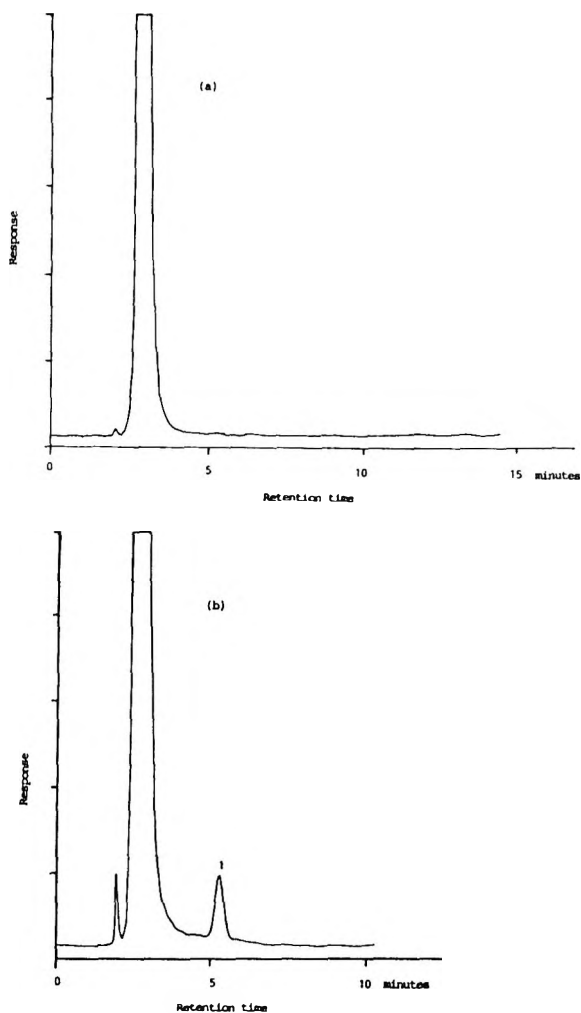 (a)
Response
0 5 10 15 minutes
Retention time
(b)
1
Response
0 5 10 minutes
Retention time